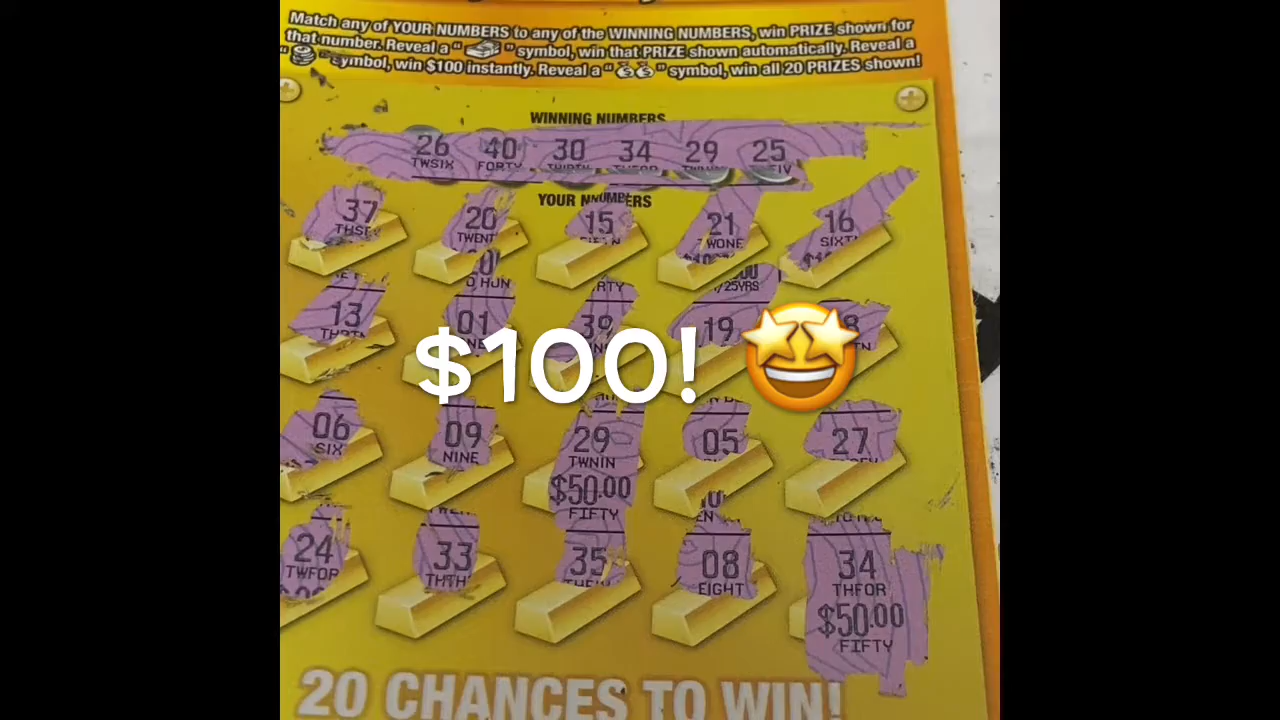 Match any of YOUR NUMBERS to any of the WINNING NUMBERS, win PRIZE shown for
that number. Reveal a " " symbol, win that PRIZE shown automatically. Reveal a
" " symbol, win $100 instantly. Reveal a " " symbol, win all 20 PRIZES shown!
WINNING NUMBERS
26 40 30 34 29 25
TWSIX FORTY
YOUR NUMBERS
37 20 15 21 16
TWENT
/25YRS
13 01 39 19
$100! 🤩
06 09 29 05 27
SIX NINE TWNIN
$50.00
FIFTY
24 33 35 08 34
TWFOR EIGHT THFOR
$50.00
FIFTY
20 CHANCES TO WIN!